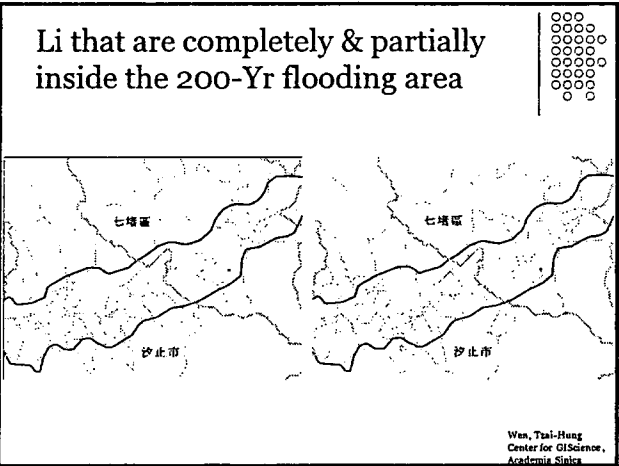 Li that are completely & partially
inside the 200-Yr flooding area
七堵區
七堵區
汐止市
汐止市
Wen, Tzai-Hung
Center for GIScience,
Academia Sinica